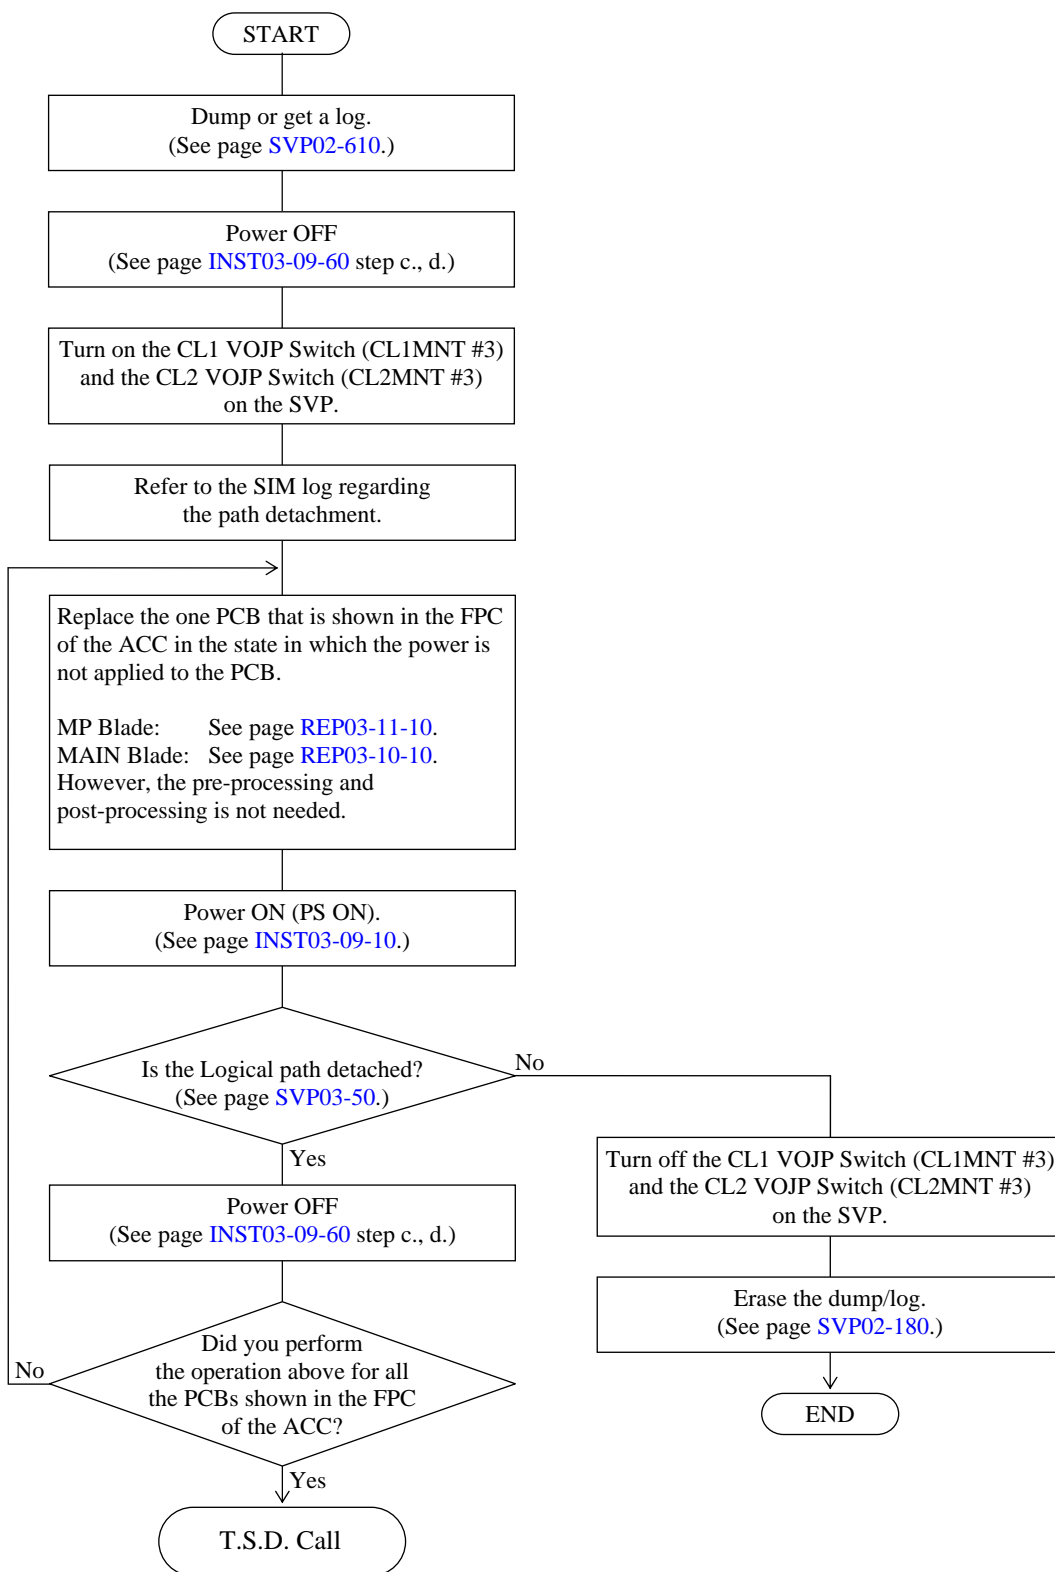 START
Dump or get a log.
(See page SVP02-610.)
Power OFF
(See page INST03-09-60 step c., d.)
Turn on the CL1 VOJP Switch (CL1MNT #3)
and the CL2 VOJP Switch (CL2MNT #3)
on the SVP.
Refer to the SIM log regarding
the path detachment.
Replace the one PCB that is shown in the FPC
of the ACC in the state in which the power is
not applied to the PCB.
MP Blade: See page REP03-11-10.
MAIN Blade: See page REP03-10-10.
However, the pre-processing and
post-processing is not needed.
Power ON (PS ON).
(See page INST03-09-10.)
Is the Logical path detached?
(See page SVP03-50.)
No
Yes
Power OFF
(See page INST03-09-60 step c., d.)
Did you perform
the operation above for all
the PCBs shown in the FPC
of the ACC?
No
Yes
T.S.D. Call
Turn off the CL1 VOJP Switch (CL1MNT #3)
and the CL2 VOJP Switch (CL2MNT #3)
on the SVP.
Erase the dump/log.
(See page SVP02-180.)
END